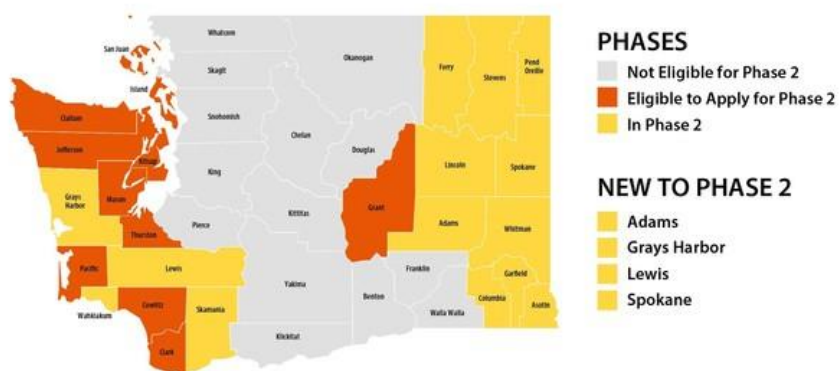 Whatcom
San Juan
Skagit
Island
Snohomish
Clallam
Jefferson
Kitsap
Grays
Harbor
Mason
King
Thurston
Pierce
Pacific
Lewis
Wahkiakum
Cowlitz
Skamania
Clark
Okanogan
Chelan
Douglas
Kittitas
Grant
Yakima
Klickitat
Benton
Franklin
Walla Walla
Ferry
Stevens
Pend
Oreille
Lincoln
Spokane
Adams
Whitman
Garfield
Columbia
Asotin
PHASES
Not Eligible for Phase 2
Eligible to Apply for Phase 2
In Phase 2
NEW TO PHASE 2
Adams
Grays Harbor
Lewis
Spokane